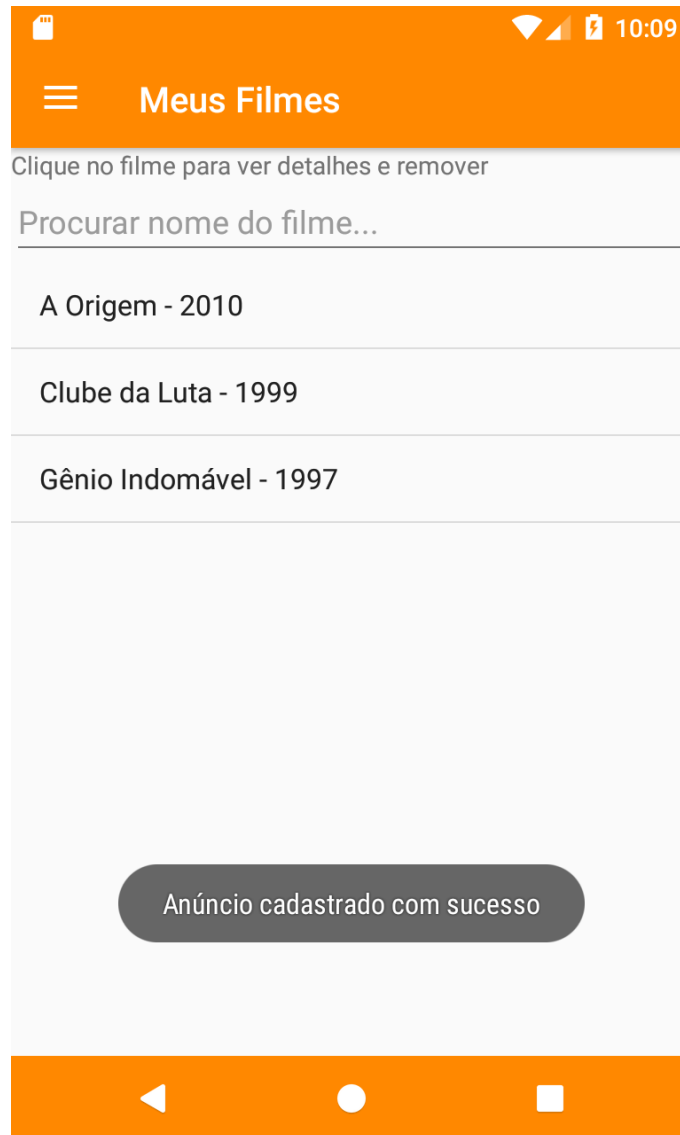 10:09
Meus Filmes
Clique no filme para ver detalhes e remover
Procurar nome do filme...
A Origem - 2010
Clube da Luta - 1999
Gênio Indomável - 1997
Anúncio cadastrado com sucesso